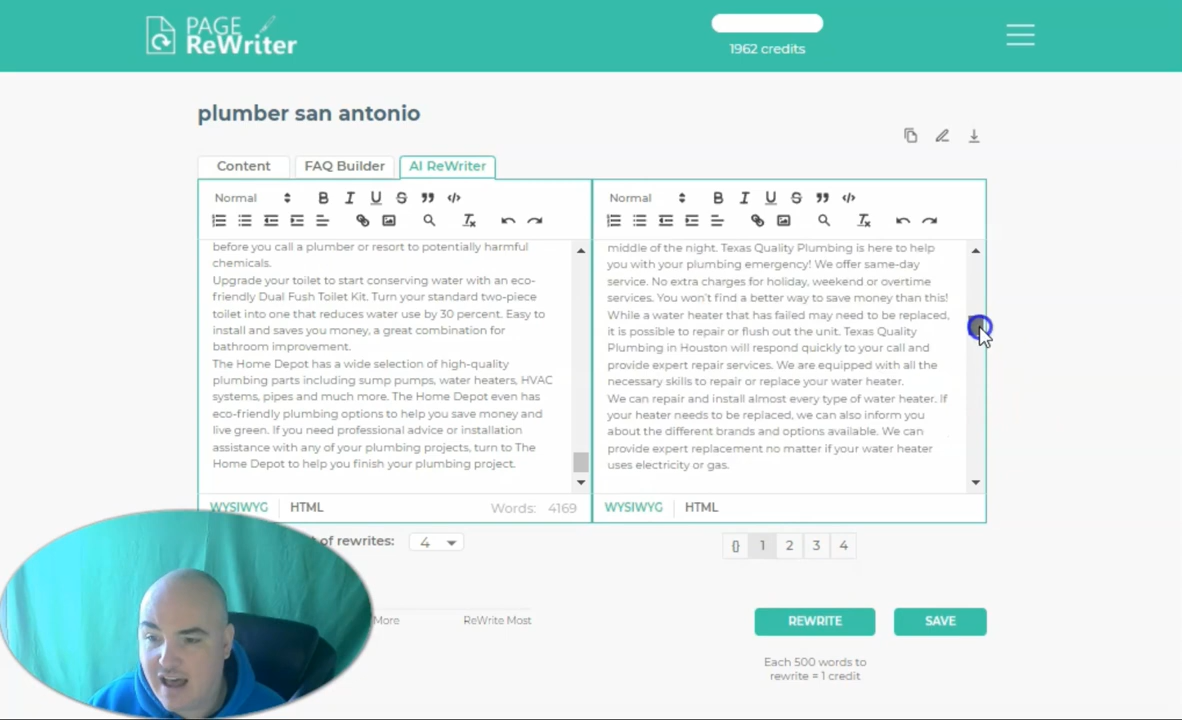 PAGE
ReWriter
1962 credits
plumber san antonio
Content
FAQ Builder
AI ReWriter
Normal
before you call a plumber or resort to potentially harmful
chemicals.
Upgrade your toilet to start conserving water with an eco-
friendly Dual Fush Toilet Kit. Turn your standard two-piece
toilet into one that reduces water use by 30 percent. Easy to
install and saves you money, a great combination for
bathroom improvement.
The Home Depot has a wide selection of high-quality
plumbing parts including sump pumps, water heaters, HVAC
systems, pipes and much more. The Home Depot even has
eco-friendly plumbing options to help you save money and
live green. If you need professional advice or installation
assistance with any of your plumbing projects, turn to The
Home Depot to help you finish your plumbing project.
WYSIWYG
HTML
Words: 4169
Normal
middle of the night. Texas Quality Plumbing is here to help
you with your plumbing emergency! We offer same-day
service. No extra charges for holiday, weekend or overtime
services. You won't find a better way to save money than this!
While a water heater that has failed may need to be replaced,
it is possible to repair or flush out the unit. Texas Quality
Plumbing in Houston will respond quickly to your call and
provide expert repair services. We are equipped with all the
necessary skills to repair or replace your water heater.
We can repair and install almost every type of water heater. If
your heater needs to be replaced, we can also inform you
about the different brands and options available. We can
provide expert replacement no matter if your water heater
uses electricity or gas.
WYSIWYG
HTML
of rewrites: 4
{} 1 2 3 4
More
ReWrite Most
REWRITE
SAVE
Each 500 words to
rewrite = 1 credit